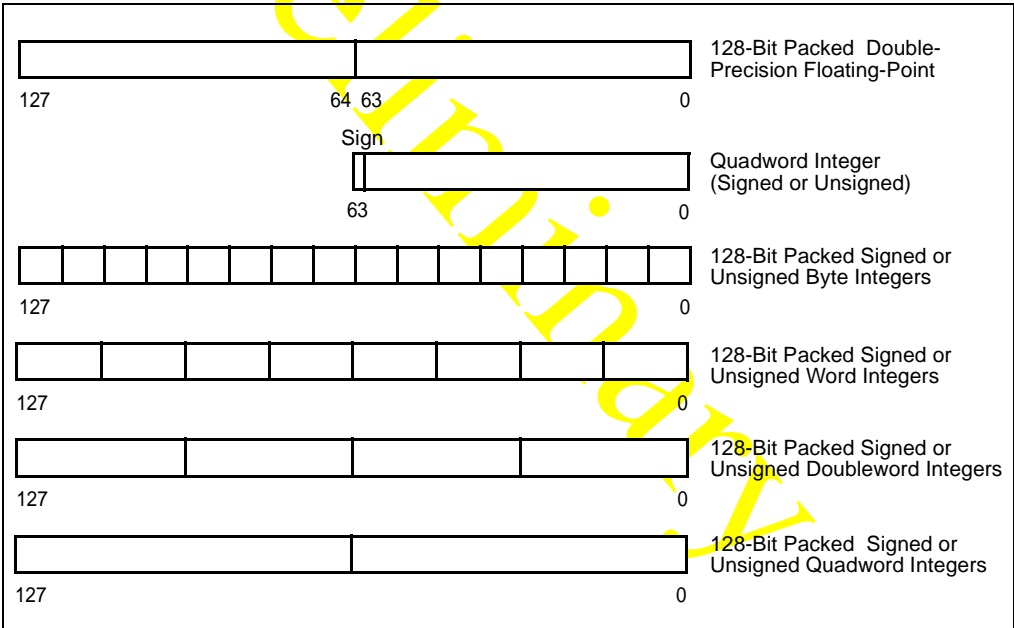 128-Bit Packed Double-
Precision Floating-Point
127 64 63 0
Sign
Quadword Integer
(Signed or Unsigned)
63 0
128-Bit Packed Signed or
Unsigned Byte Integers
127 0
128-Bit Packed Signed or
Unsigned Word Integers
127 0
128-Bit Packed Signed or
Unsigned Doubleword Integers
127 0
128-Bit Packed Signed or
Unsigned Quadword Integers
127 0
eliminary